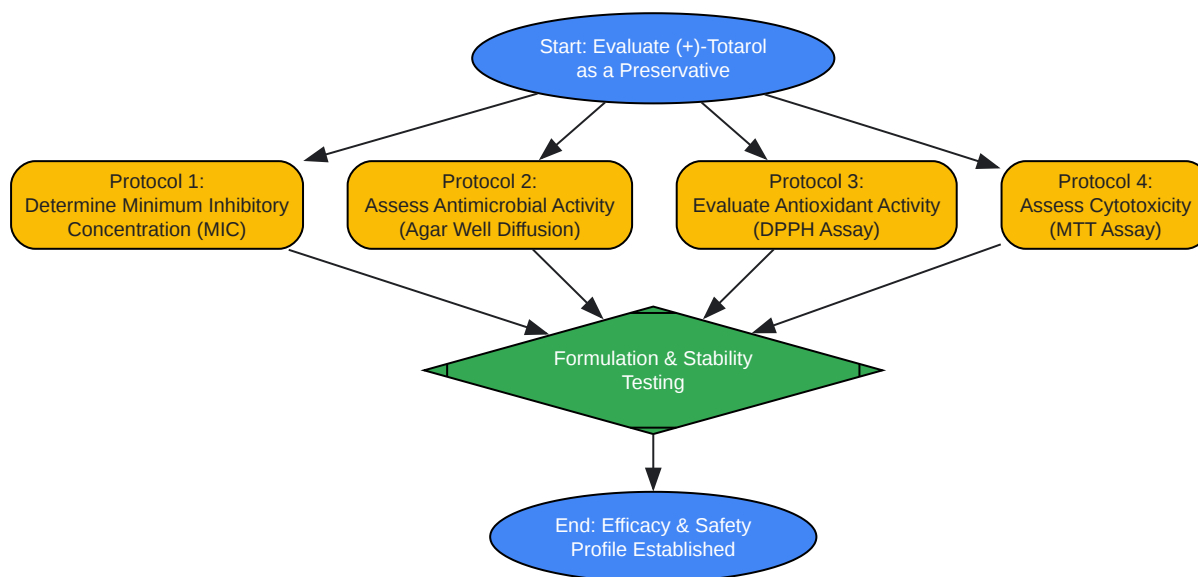 Start: Evaluate (+)-Totarol
as a Preservative
Protocol 1:
Determine Minimum Inhibitory
Concentration (MIC)
Protocol 2:
Assess Antimicrobial Activity
(Agar Well Diffusion)
Protocol 3:
Evaluate Antioxidant Activity
(DPPH Assay)
Protocol 4:
Assess Cytotoxicity
(MTT Assay)
Formulation & Stability
Testing
End: Efficacy & Safety
Profile Established